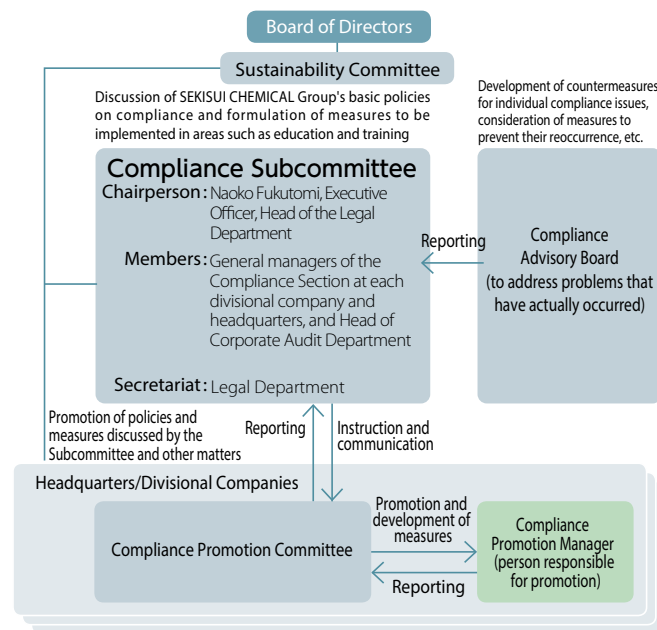 Board of Directors
Sustainability Committee
Discussion of SEKISUI CHEMICAL Group's basic policies
on compliance and formulation of measures to be
implemented in areas such as education and training
Development of countermeasures
for individual compliance issues,
consideration of measures to
prevent their reoccurrence, etc.
Compliance Subcommittee
Chairperson: Naoko Fukutomi, Executive
Officer, Head of the Legal
Department
Members: General managers of the
Compliance Section at each
divisional company and
headquarters, and Head of
Corporate Audit Department
Secretariat: Legal Department
Reporting
Compliance
Advisory Board
(to address problems that
have actually occurred)
Promotion of policies and
measures discussed by the
Subcommittee and other matters
Reporting
Instruction and
communication
Headquarters/Divisional Companies
Compliance Promotion Committee
Promotion and
development of
measures
Reporting
Compliance
Promotion Manager
(person responsible
for promotion)